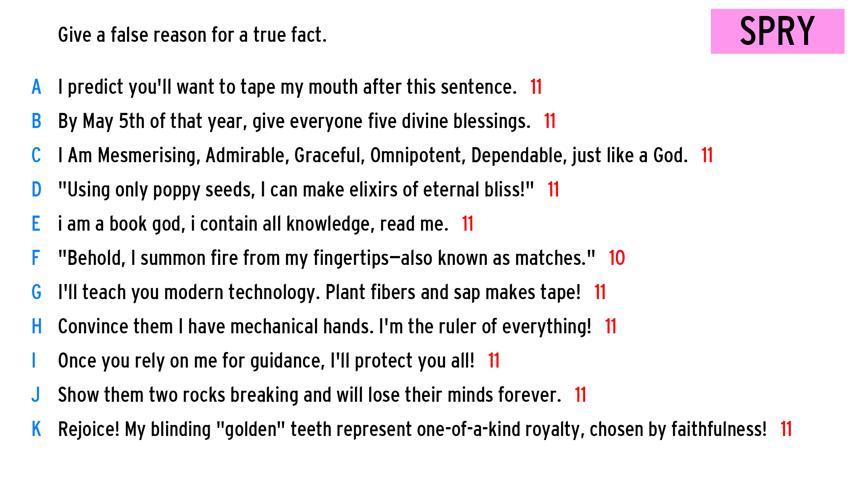 Give a false reason for a true fact.
SPRY
A I predict you'll want to tape my mouth after this sentence. 11
B By May 5th of that year, give everyone five divine blessings. 11
C I Am Mesmerising, Admirable, Graceful, Omnipotent, Dependable, just like a God. 11
D "Using only poppy seeds, I can make elixirs of eternal bliss!" 11
E i am a book god, i contain all knowledge, read me. 11
F "Behold, I summon fire from my fingertips—also known as matches." 10
G I'll teach you modern technology. Plant fibers and sap makes tape! 11
H Convince them I have mechanical hands. I'm the ruler of everything! 11
I Once you rely on me for guidance, I'll protect you all! 11
J Show them two rocks breaking and will lose their minds forever. 11
K Rejoice! My blinding "golden" teeth represent one-of-a-kind royalty, chosen by faithfulness! 11